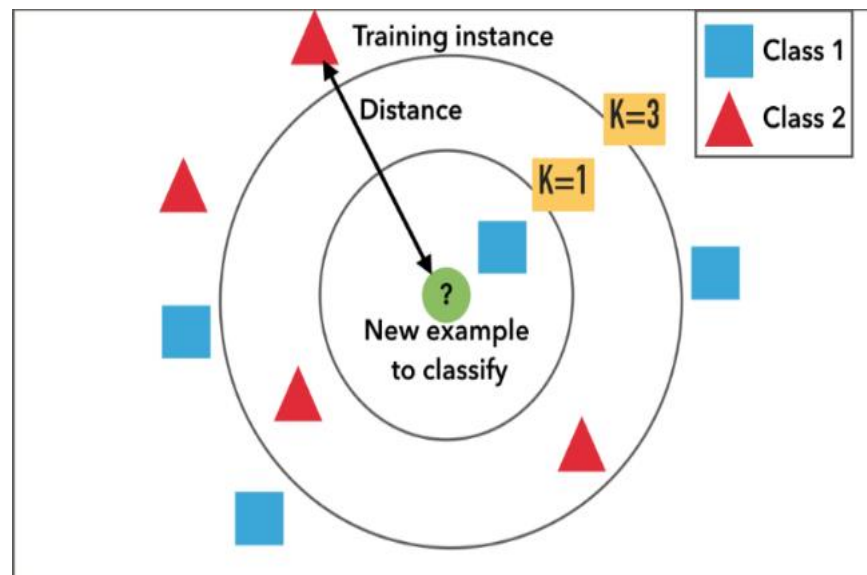 Training instance
Class 1
Distance
K=3
Class 2
K=1
?
New example
to classify